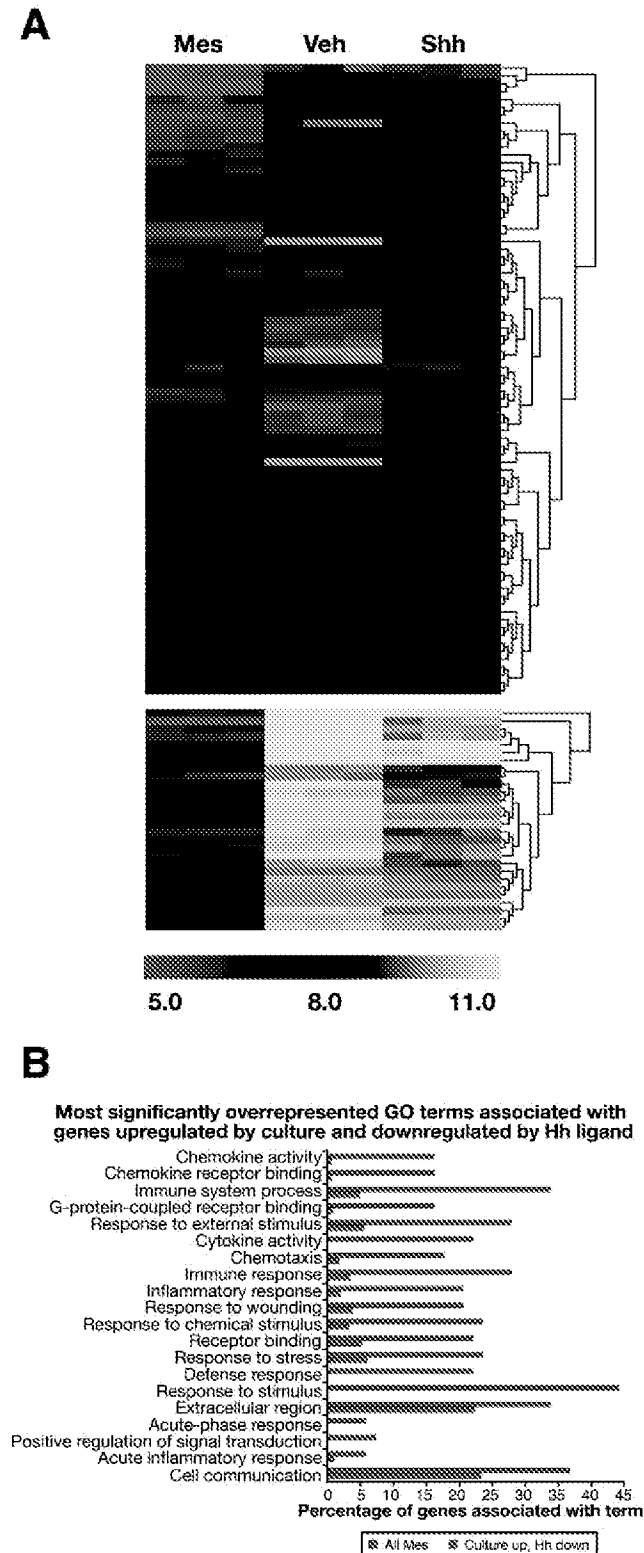 A
Mes Veh Shh
5.0 8.0 11.0
B
Most significantly overrepresented GO terms associated with
genes upregulated by culture and downregulated by Hh ligand
Chemokine activity
Chemokine receptor binding
Immune system process
G-protein-coupled receptor binding
Response to external stimulus
Cytokine activity
Chemotaxis
Immune response
Inflammatory response
Response to wounding
Response to chemical stimulus
Receptor binding
Response to stress
Defense response
Response to stimulus
Extracellular region
Acute-phase response
Positive regulation of signal transduction
Acute inflammatory response
Cell communication
0 5 10 15 20 25 30 35 40 45
Percentage of genes associated with term
All Mes Culture up, Hh down